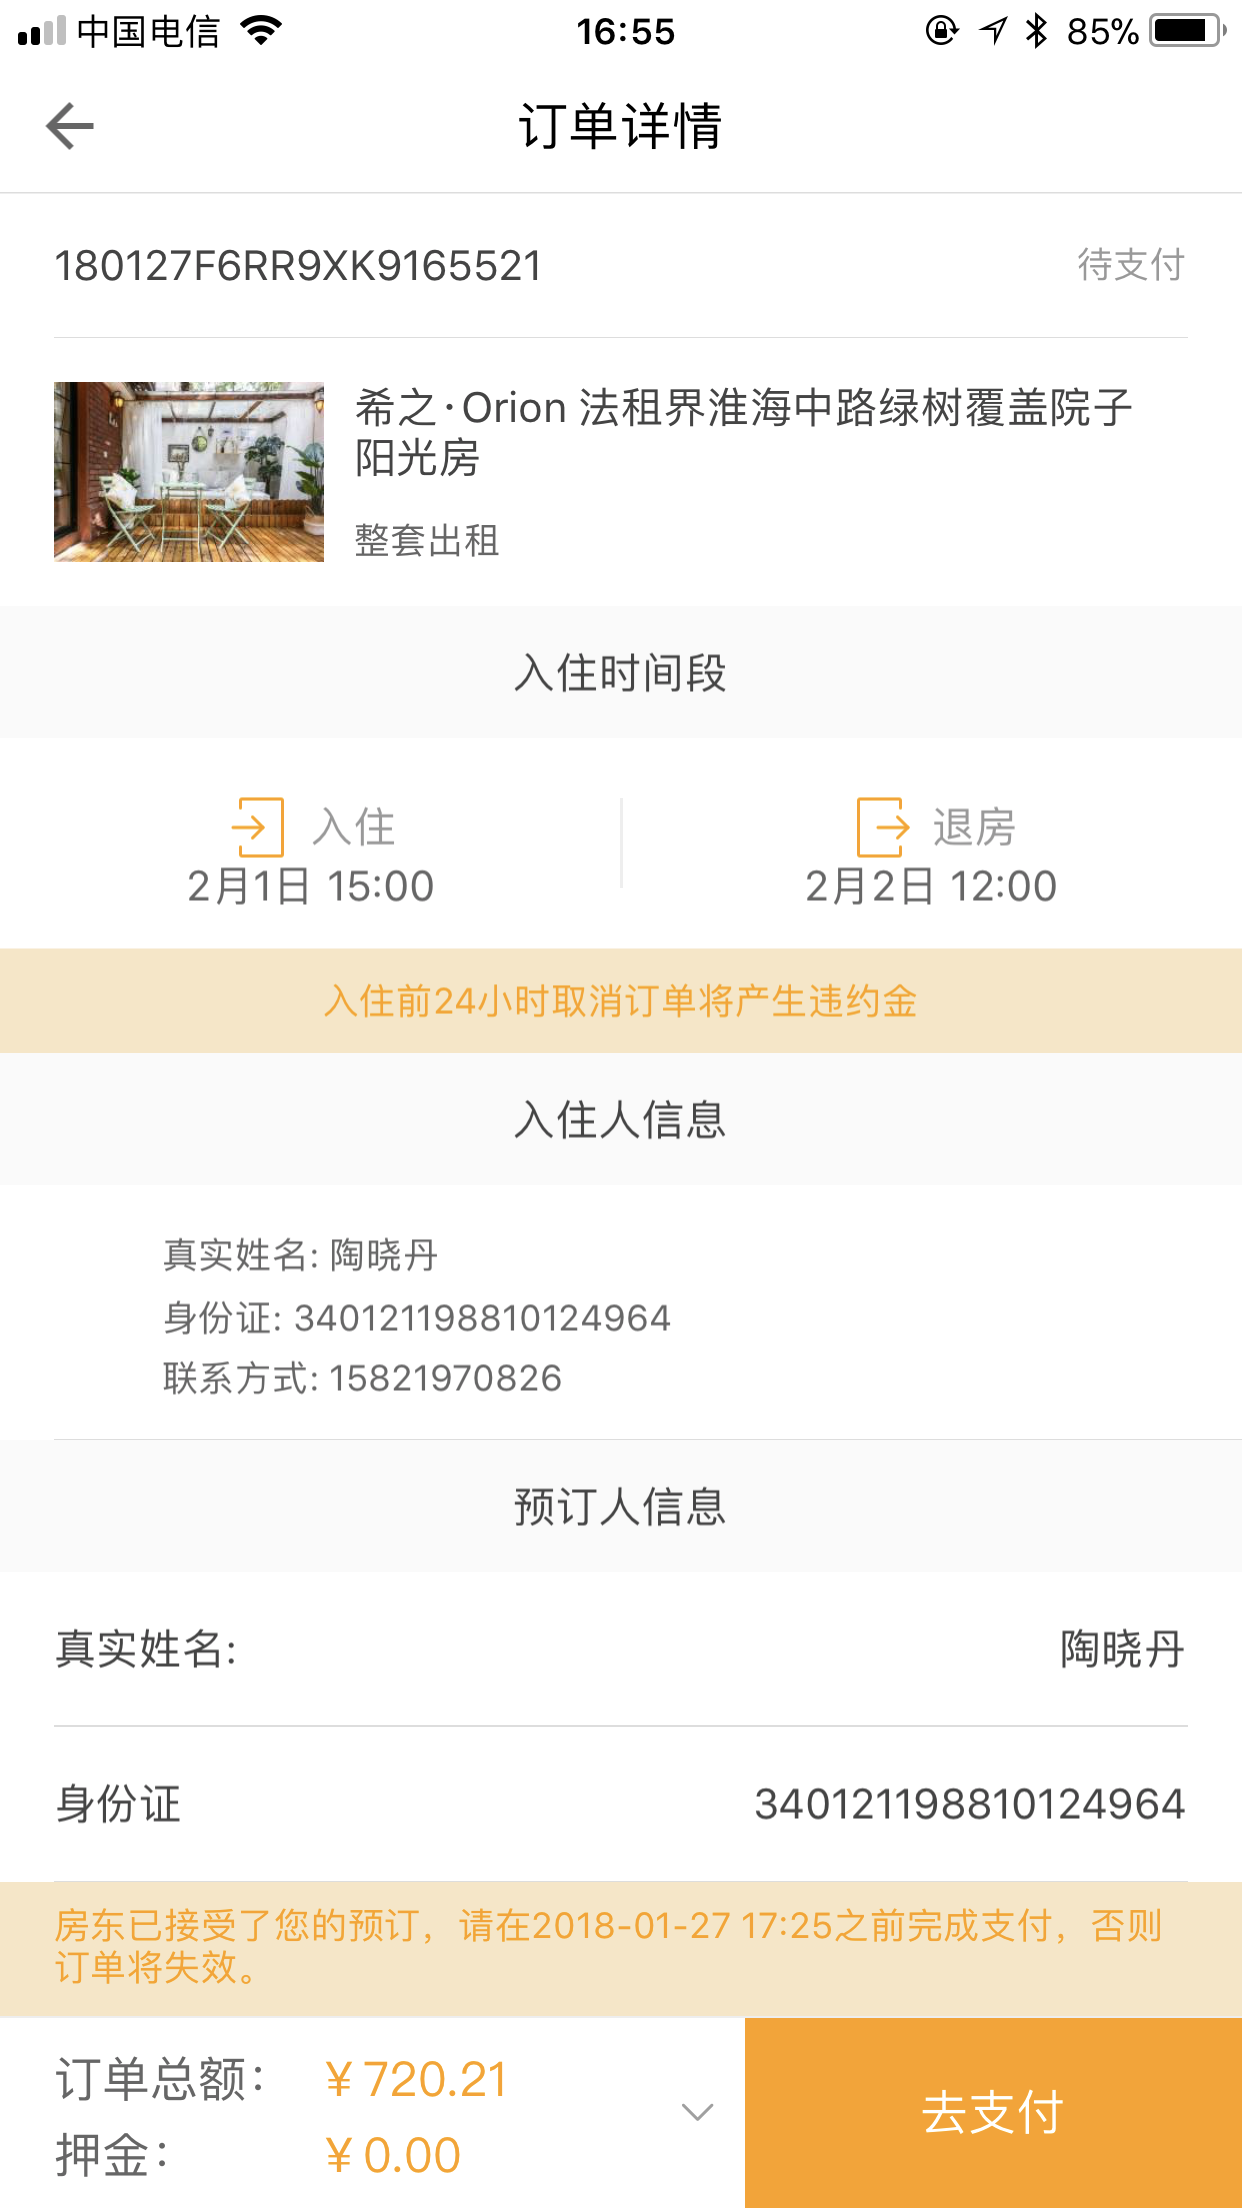 中国电信 16:55 85%
订单详情
180127F6RR9XK9165521 待支付
希之·Orion 法租界淮海中路绿树覆盖院子
阳光房
整套出租
入住时间段
入住 退房
2月1日 15:00 2月2日 12:00
入住前24小时取消订单将产生违约金
入住人信息
真实姓名: 陶晓丹
身份证: 340121198810124964
联系方式: 15821970826
预订人信息
真实姓名: 陶晓丹
身份证 340121198810124964
房东已接受了您的预订，请在2018-01-27 17:25之前完成支付，否则
订单将失效。
订单总额： ¥ 720.21
押金： ¥ 0.00
去支付